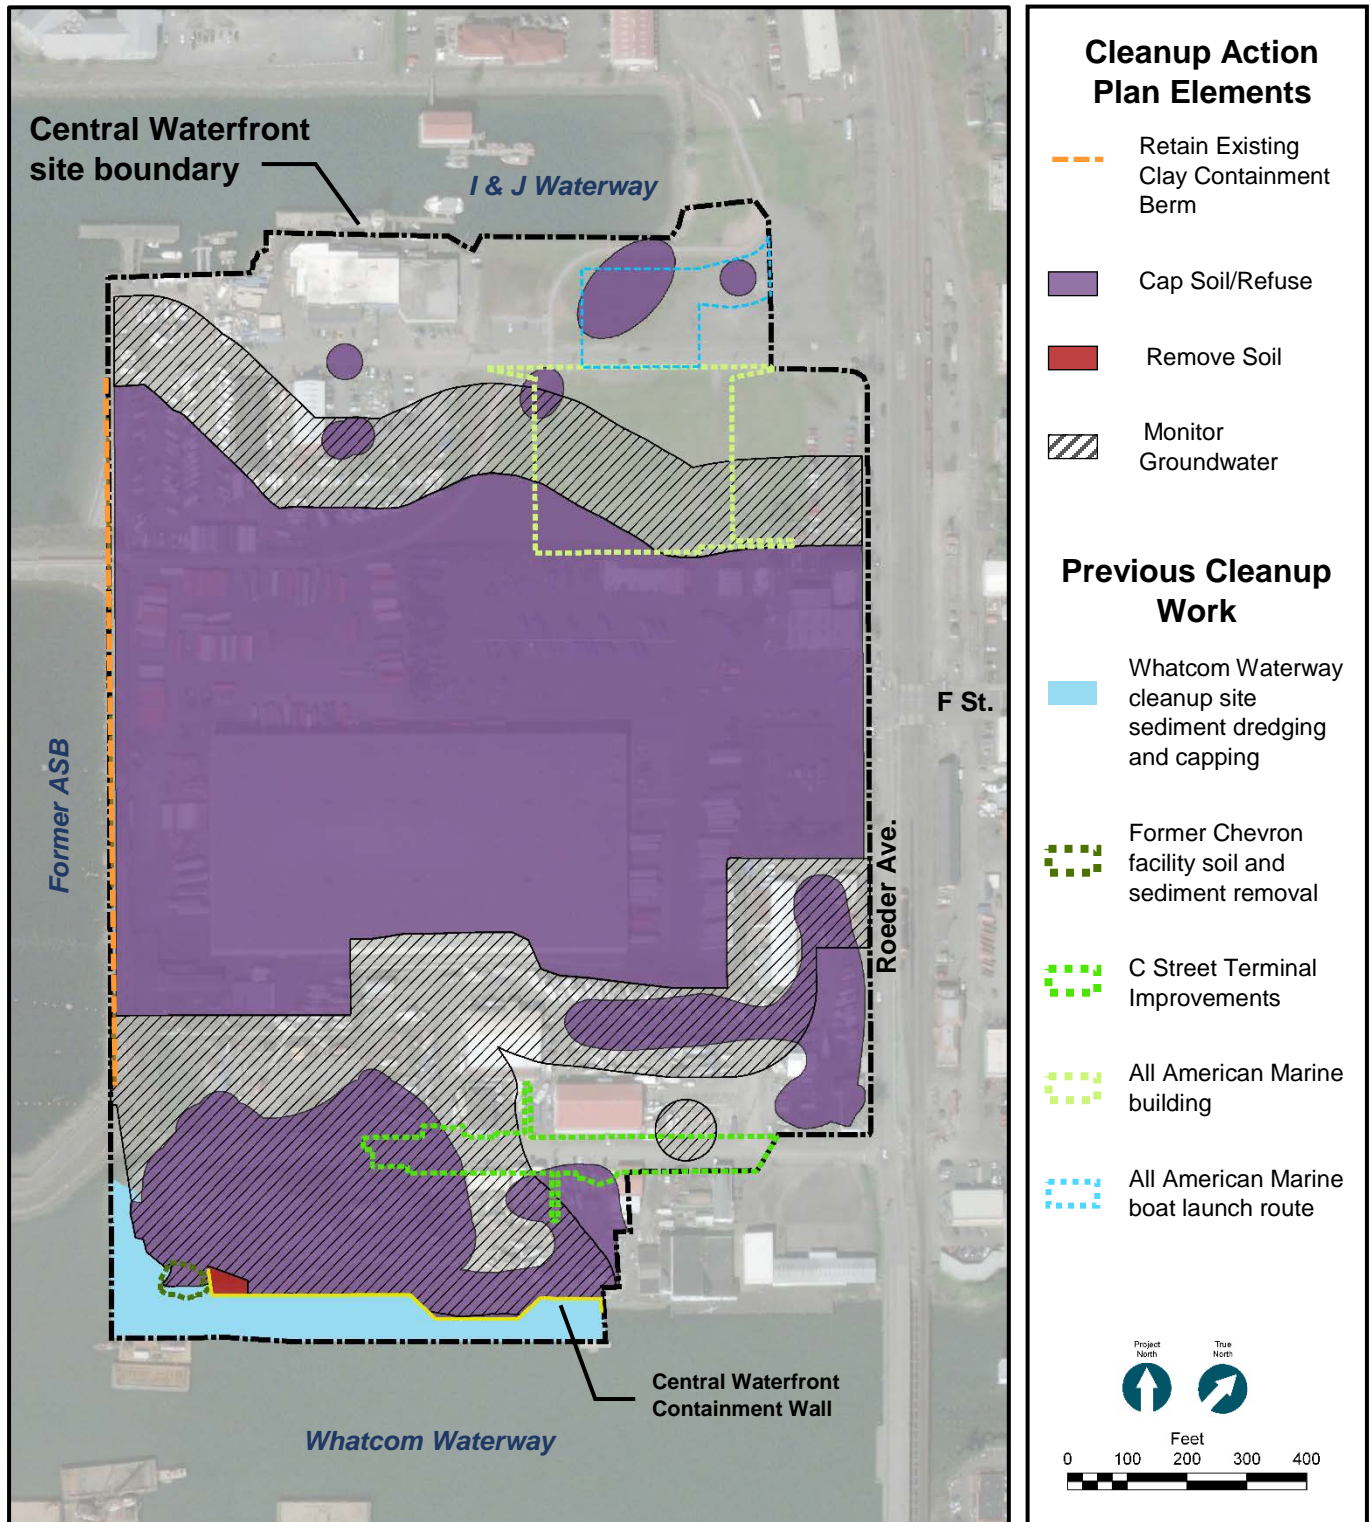 Central Waterfront
site boundary
I & J Waterway
Former ASB
F St.
Roeder Ave.
Central Waterfront
Containment Wall
Whatcom Waterway
Cleanup Action
Plan Elements
Retain Existing
Clay Containment
Berm
Cap Soil/Refuse
Remove Soil
Monitor
Groundwater
Previous Cleanup
Work
Whatcom Waterway
cleanup site
sediment dredging
and capping
Former Chevron
facility soil and
sediment removal
C Street Terminal
Improvements
All American Marine
building
All American Marine
boat launch route
Project
North
True
North
Feet
0 100 200 300 400